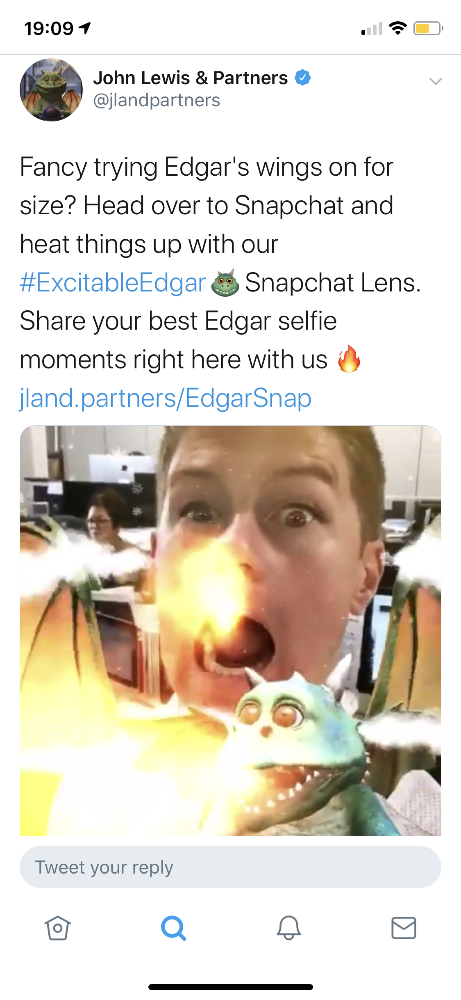 19:09
John Lewis & Partners
@jlandpartners
Fancy trying Edgar's wings on for
size? Head over to Snapchat and
heat things up with our
#ExcitableEdgar Snapchat Lens.
Share your best Edgar selfie
moments right here with us 🔥
jland.partners/EdgarSnap
Tweet your reply